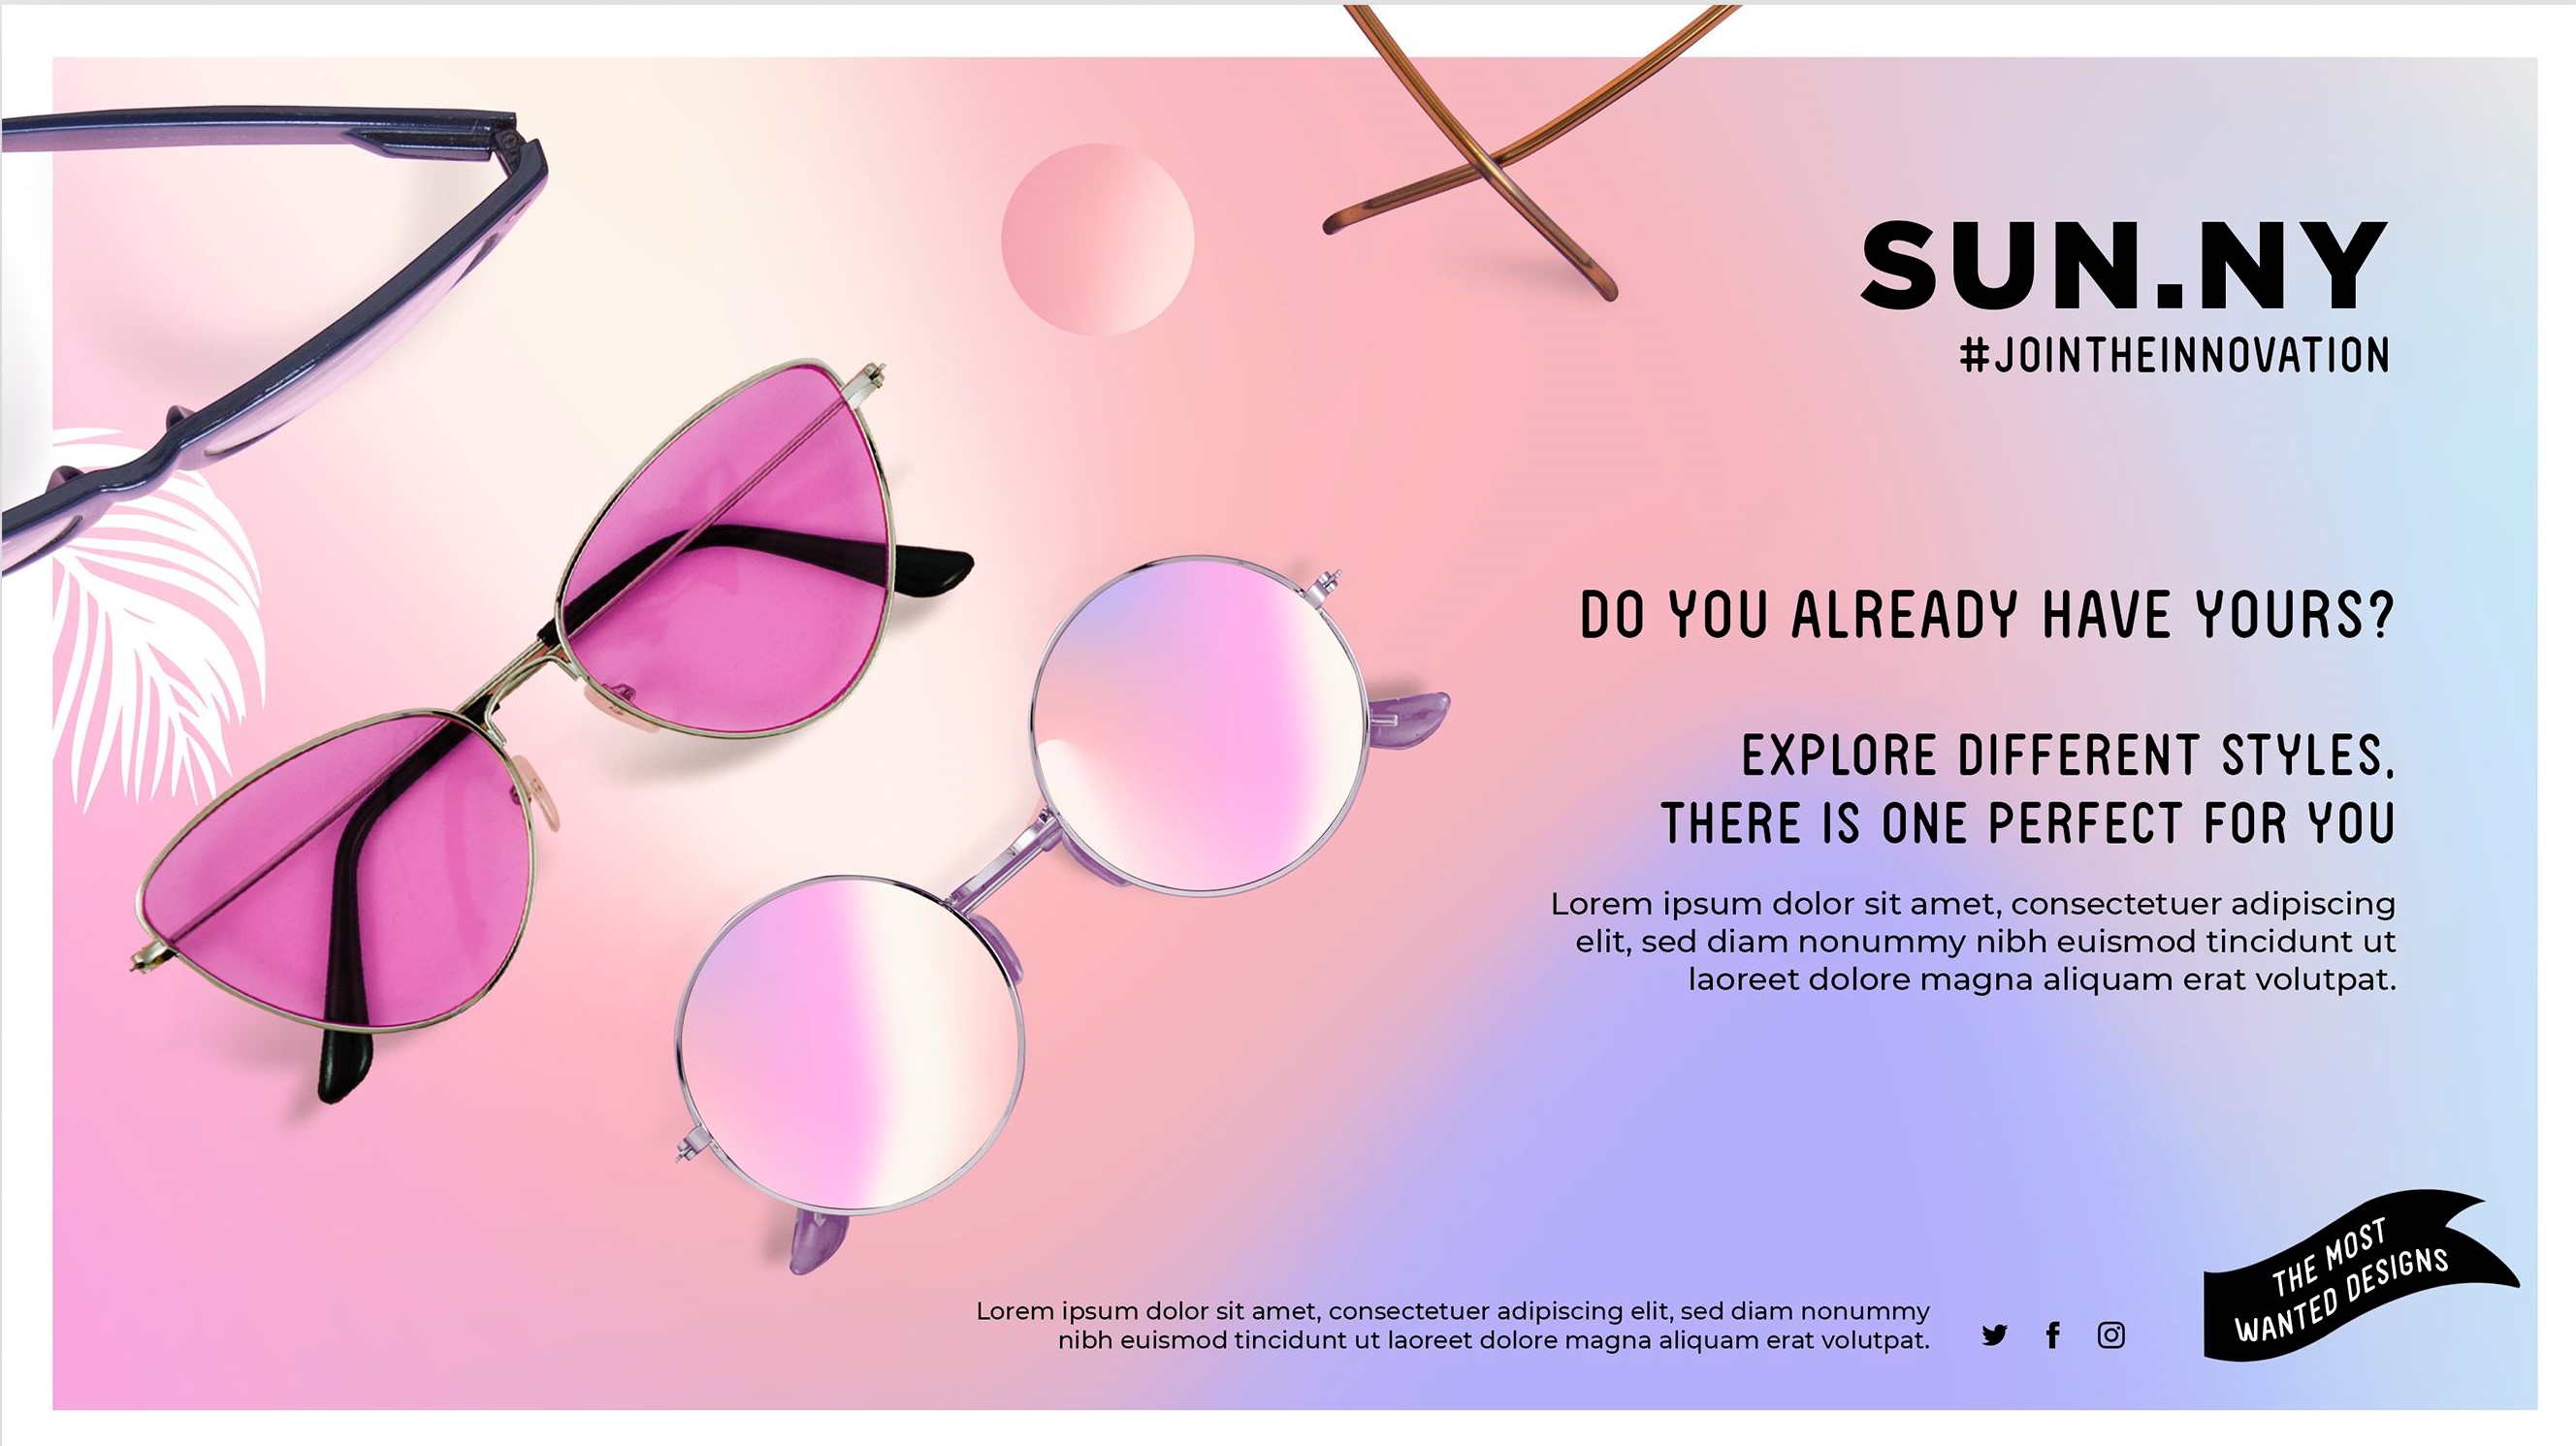 SUN.NY
#JOINTHEINNOVATION
DO YOU ALREADY HAVE YOURS?
EXPLORE DIFFERENT STYLES,
THERE IS ONE PERFECT FOR YOU
Lorem ipsum dolor sit amet, consectetuer adipiscing
elit, sed diam nonummy nibh euismod tincidunt ut
laoreet dolore magna aliquam erat volutpat.
Lorem ipsum dolor sit amet, consectetuer adipiscing elit, sed diam nonummy
nibh euismod tincidunt ut laoreet dolore magna aliquam erat volutpat.
THE MOST
WANTED DESIGNS